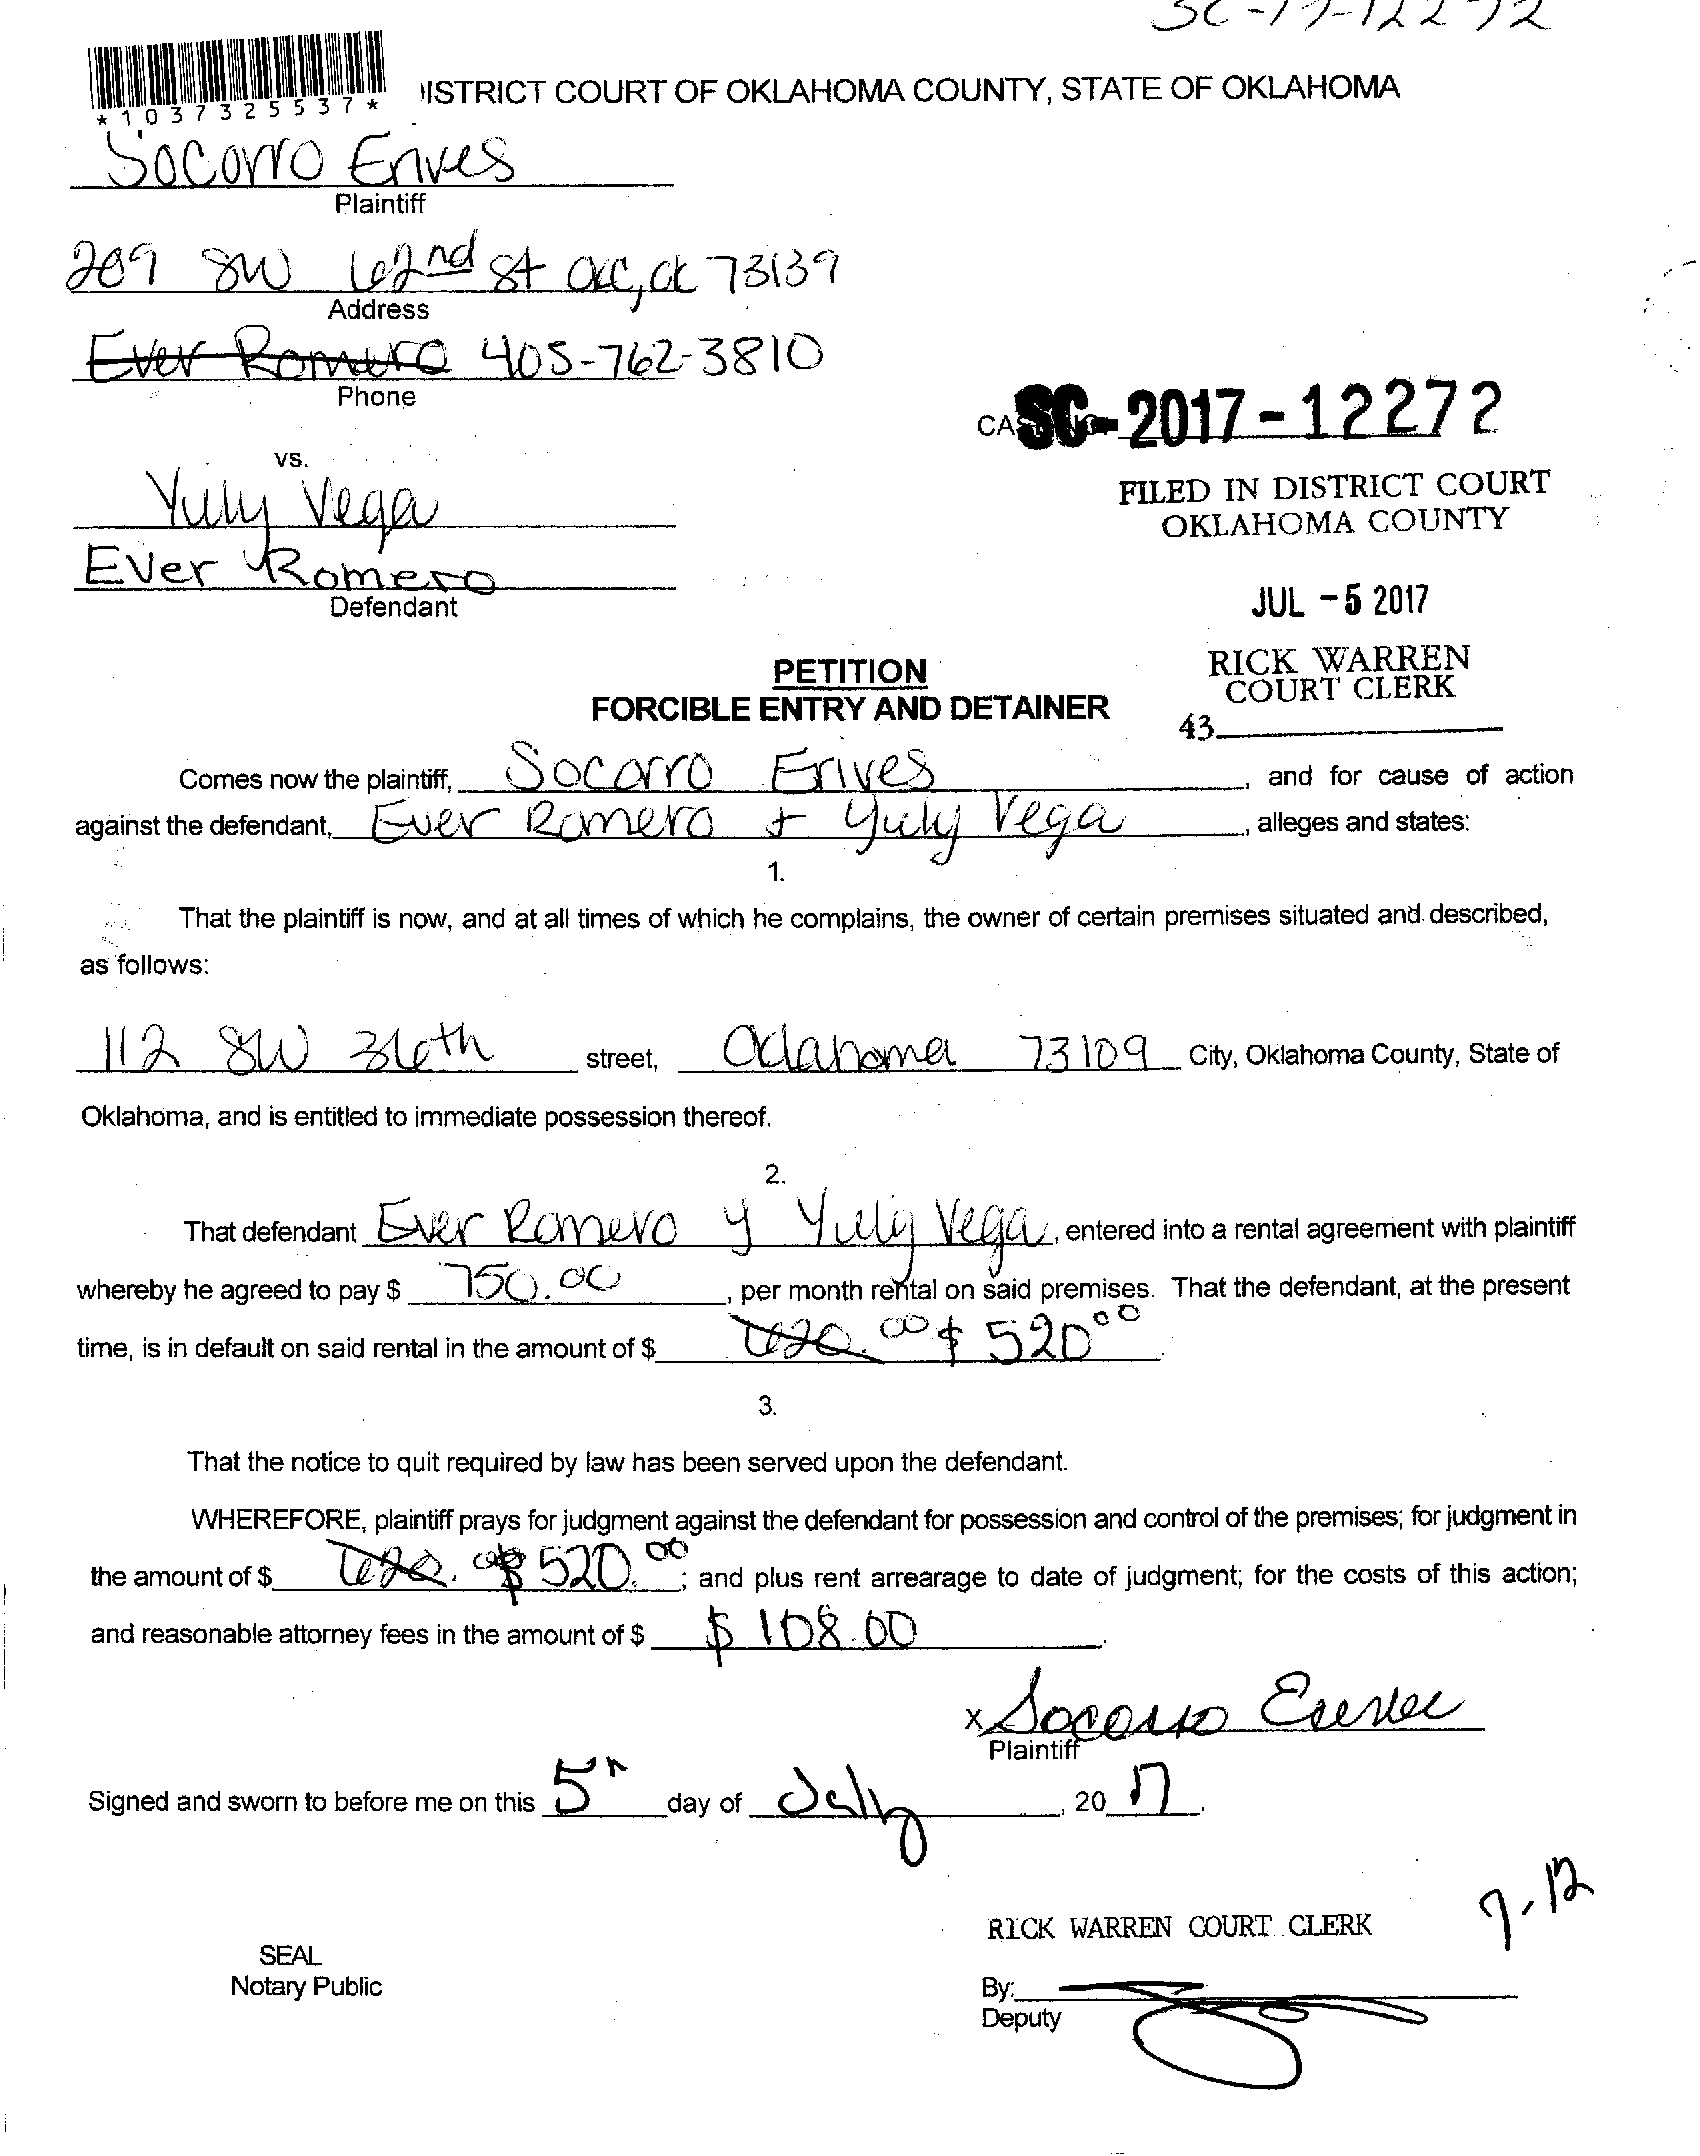 SC-17-12272
*1037325537*
ISTRICT COURT OF OKLAHOMA COUNTY, STATE OF OKLAHOMA
Socorro Erives
Plaintiff
209 SW 62nd St OKC, OK 73139
Address
Ever Romero 405-762-3810
Phone
CA SC-2017-12272
vs.
FILED IN DISTRICT COURT
OKLAHOMA COUNTY
Yuly Vega
Ever Romero
Defendant
JUL -5 2017
RICK WARREN
COURT CLERK
43
PETITION
FORCIBLE ENTRY AND DETAINER
Comes now the plaintiff, Socorro Erives, and for cause of action
against the defendant, Ever Romero + Yuly Vega, alleges and states:
1.
That the plaintiff is now, and at all times of which he complains, the owner of certain premises situated and described,
as follows:
112 SW 36th street, Oklahoma 73109 City, Oklahoma County, State of
Oklahoma, and is entitled to immediate possession thereof.
2.
That defendant Ever Romero y Yuly Vega, entered into a rental agreement with plaintiff
whereby he agreed to pay $ 750.00, per month rental on said premises. That the defendant, at the present
time, is in default on said rental in the amount of $ .00 $ 520 00.
3.
That the notice to quit required by law has been served upon the defendant.
WHEREFORE, plaintiff prays for judgment against the defendant for possession and control of the premises; for judgment in
the amount of $ $ 520.00; and plus rent arrearage to date of judgment; for the costs of this action;
and reasonable attorney fees in the amount of $ $ 108.00.
x Socorro Erives
Plaintiff
Signed and sworn to before me on this 5th day of July, 2017.
7-12
RICK WARREN COURT CLERK
SEAL
Notary Public
By:
Deputy